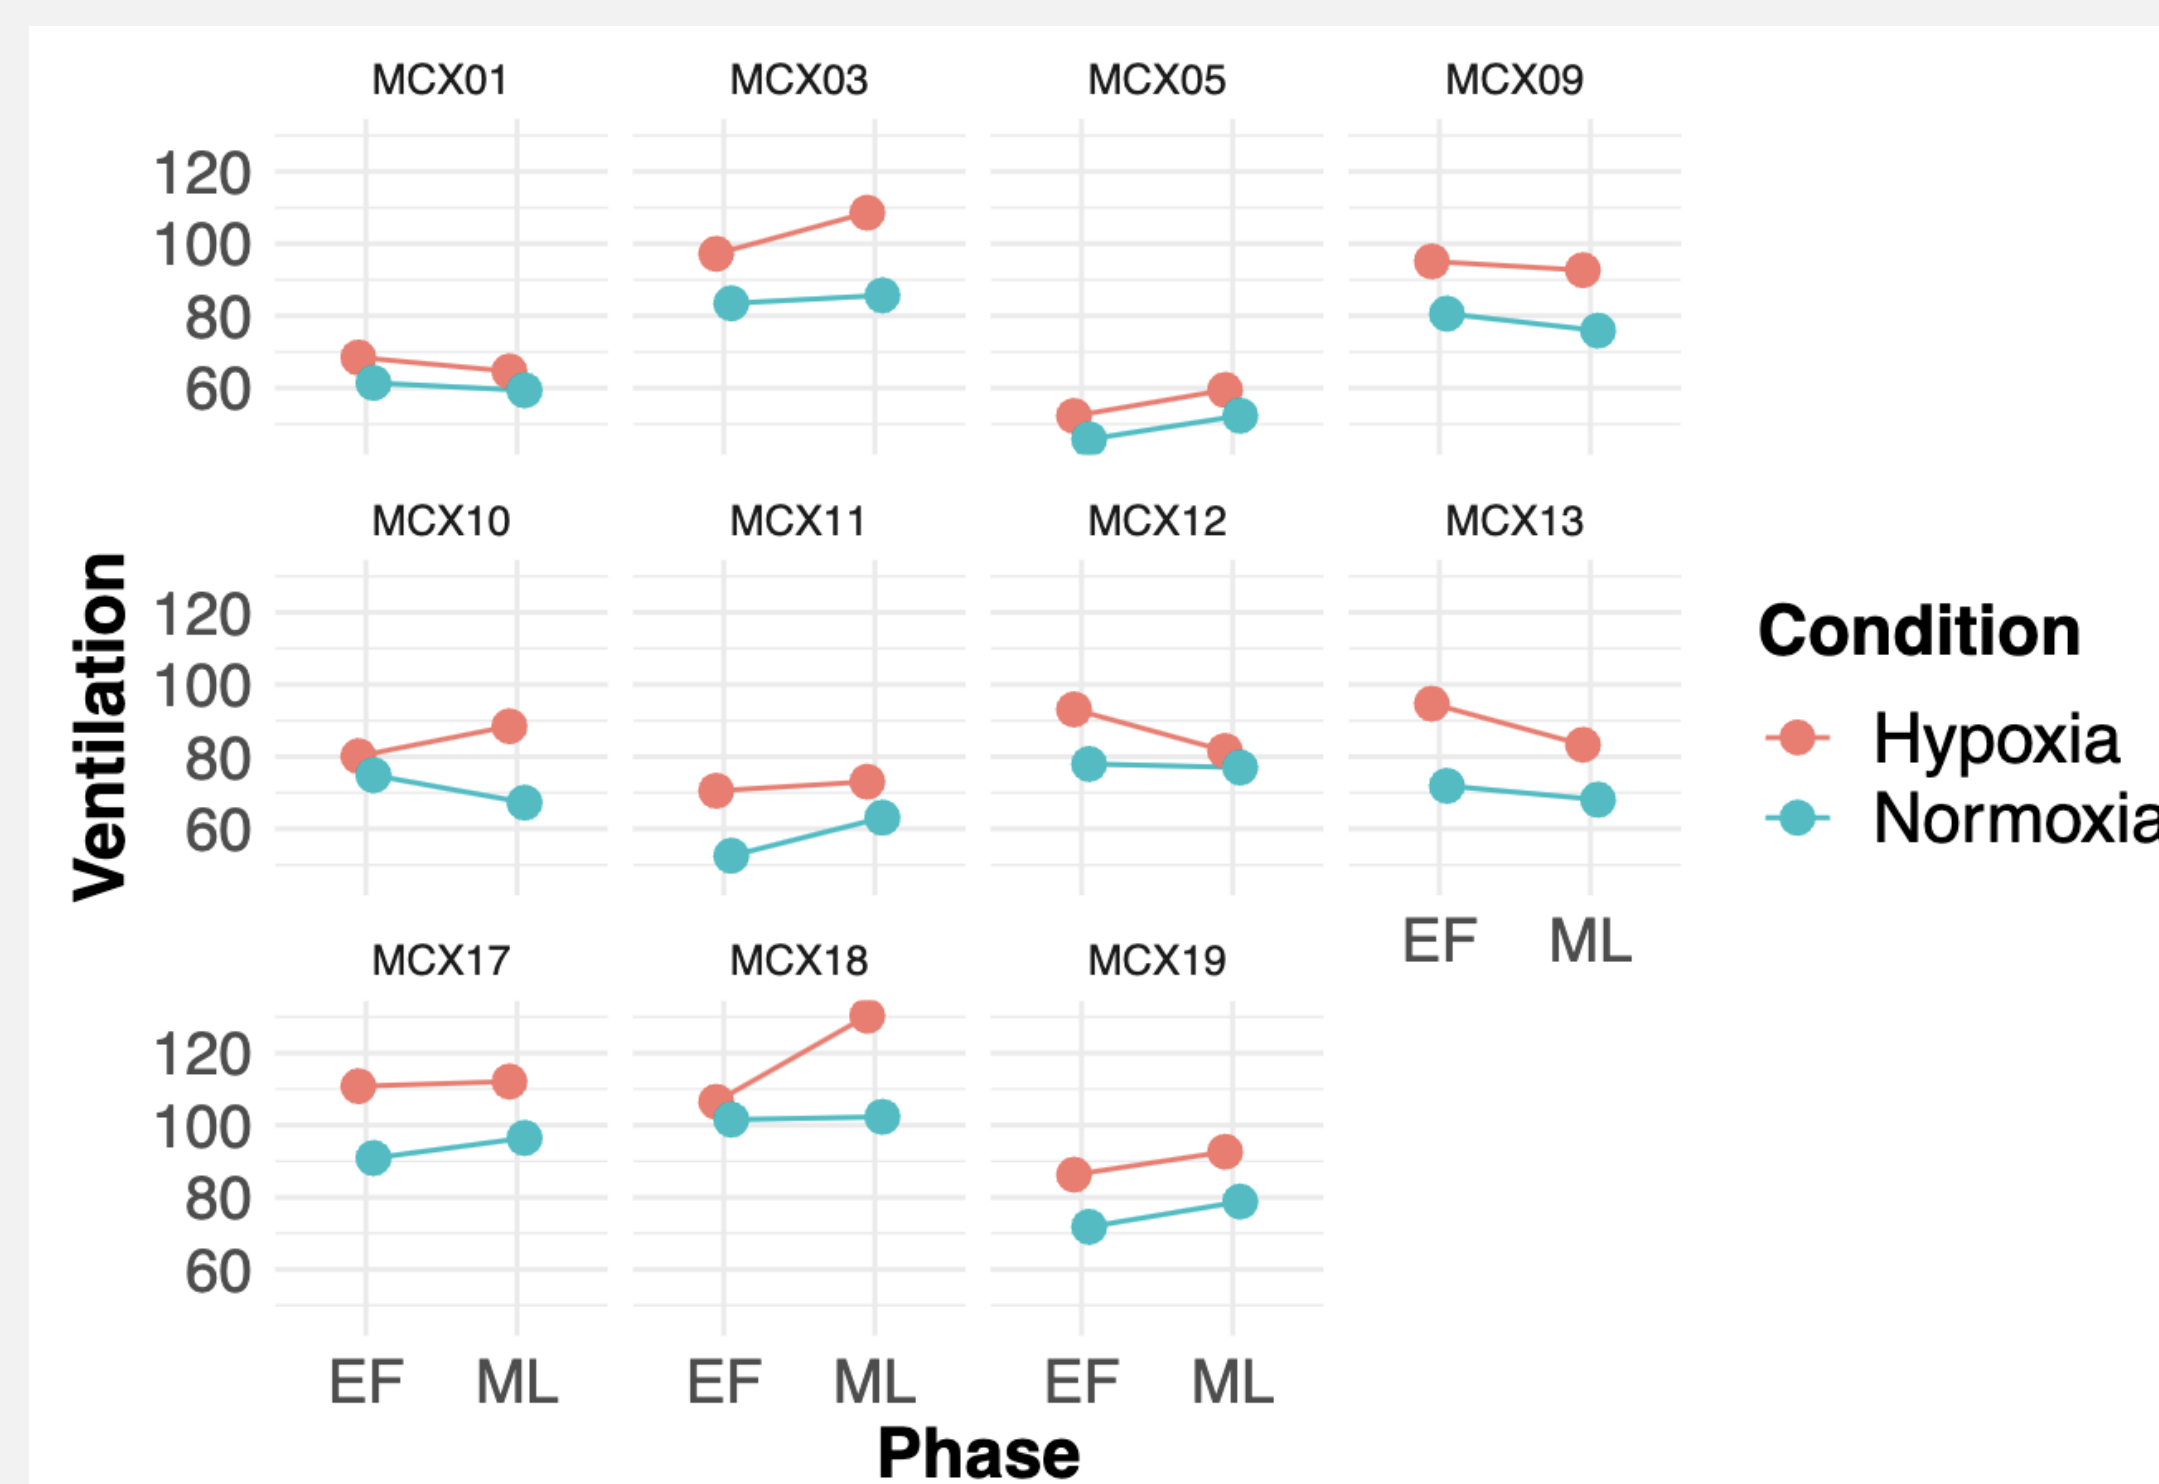 MCX01 MCX03 MCX05 MCX09
120
100
80
60
MCX10 MCX11 MCX12 MCX13
120
100
80
60
Ventilation
EF ML
MCX17 MCX18 MCX19
120
100
80
60
EF ML EF ML EF ML
Phase
Condition
Hypoxia
Normoxia